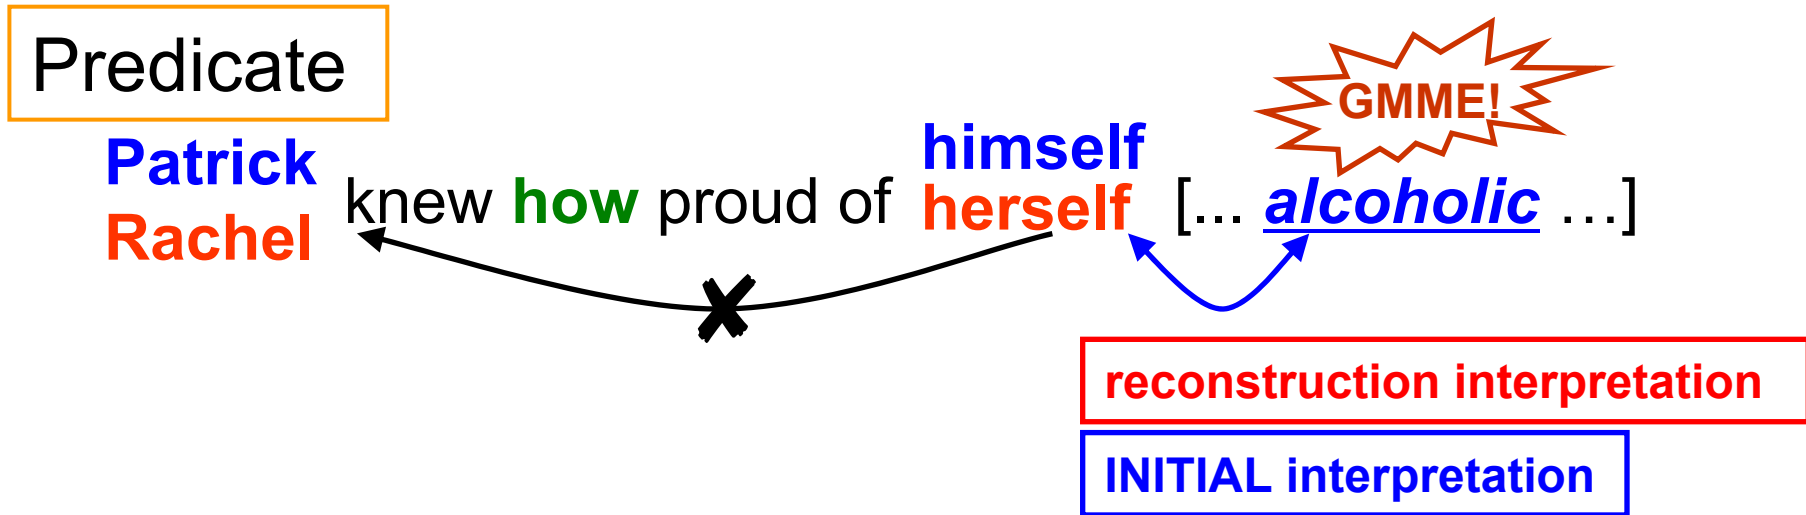 Predicate
GMME!
Patrick
Rachel
knew how proud of
himself
herself
[... alcoholic …]
reconstruction interpretation
INITIAL interpretation